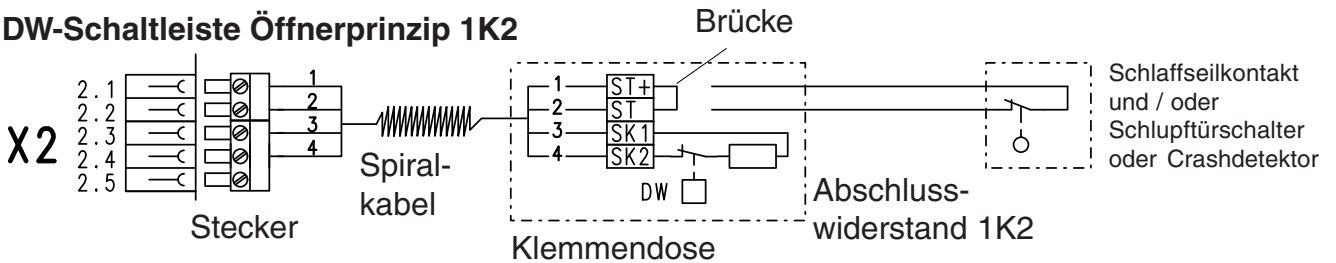 DW-Schaltleiste Öffnerprinzip 1K2
Brücke
X2
2.1
2.2
2.3
2.4
2.5
1
2
3
4
Stecker
Spiral-
kabel
1 ST+
2 ST
3 SK1
4 SK2
DW
Klemmendose
Abschluss-
widerstand 1K2
Schlaffseilkontakt
und / oder
Schlupftürschalter
oder Crashdetektor